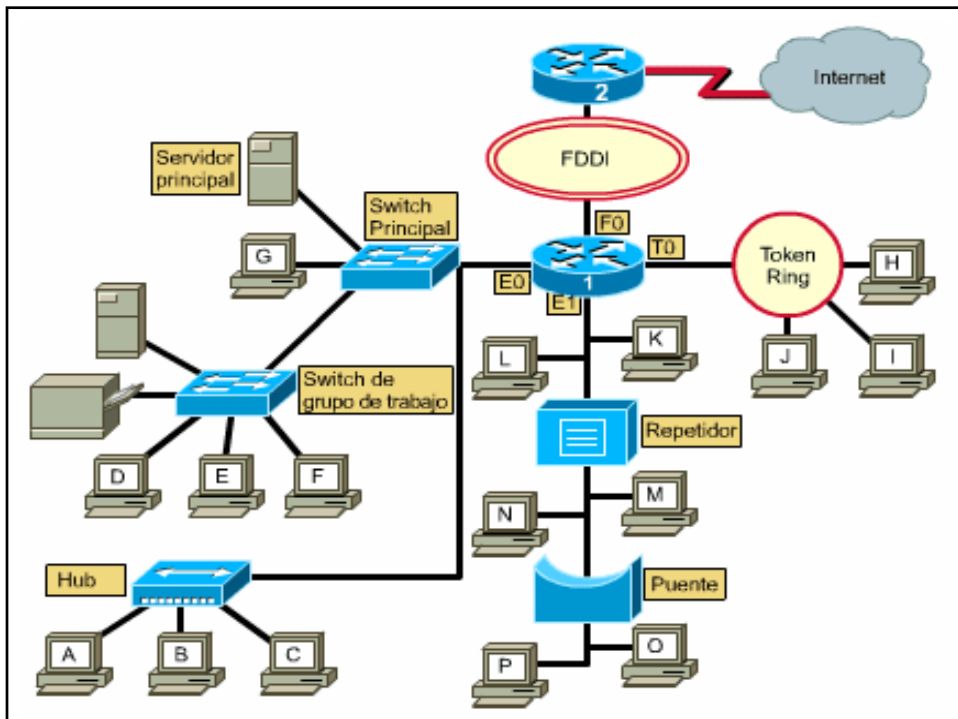 2
Internet
FDDI
Servidor
principal
Switch
Principal
F0
T0
G
Token
Ring
H
E0
1
E1
K
L
J
I
Switch de
grupo de trabajo
Repetidor
D
E
F
M
N
Hub
Puente
A
B
C
P
O